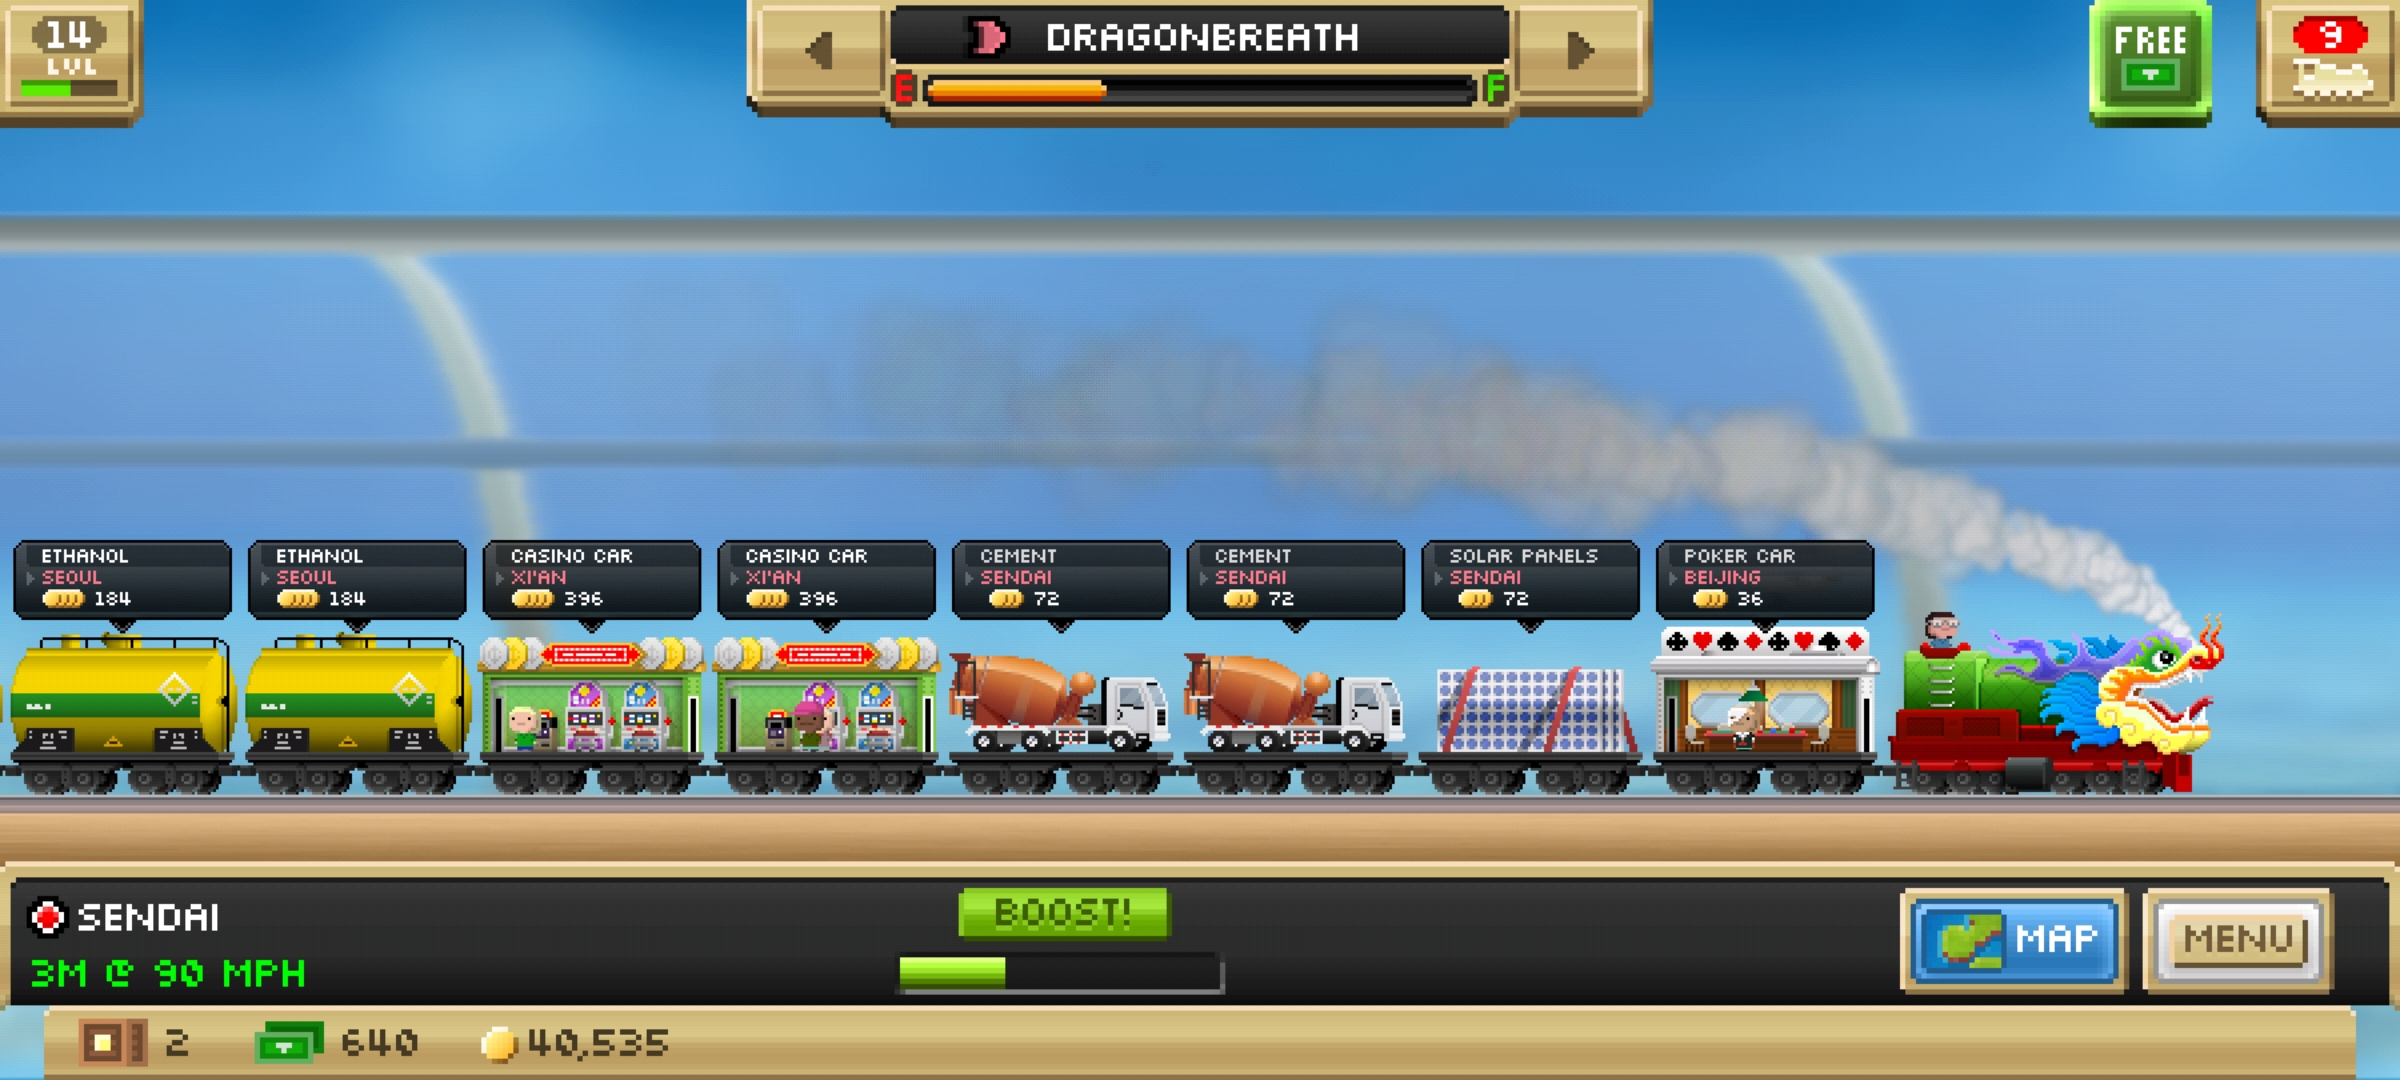 14
LVL
DRAGONBREATH
E F
FREE
9
ETHANOL
SEOUL
184
ETHANOL
SEOUL
184
CASINO CAR
XI'AN
396
CASINO CAR
XI'AN
396
CEMENT
SENDAI
72
CEMENT
SENDAI
72
SOLAR PANELS
SENDAI
72
POKER CAR
BEIJING
36
SENDAI
3M @ 90 MPH
BOOST!
MAP
MENU
2
640
40,535